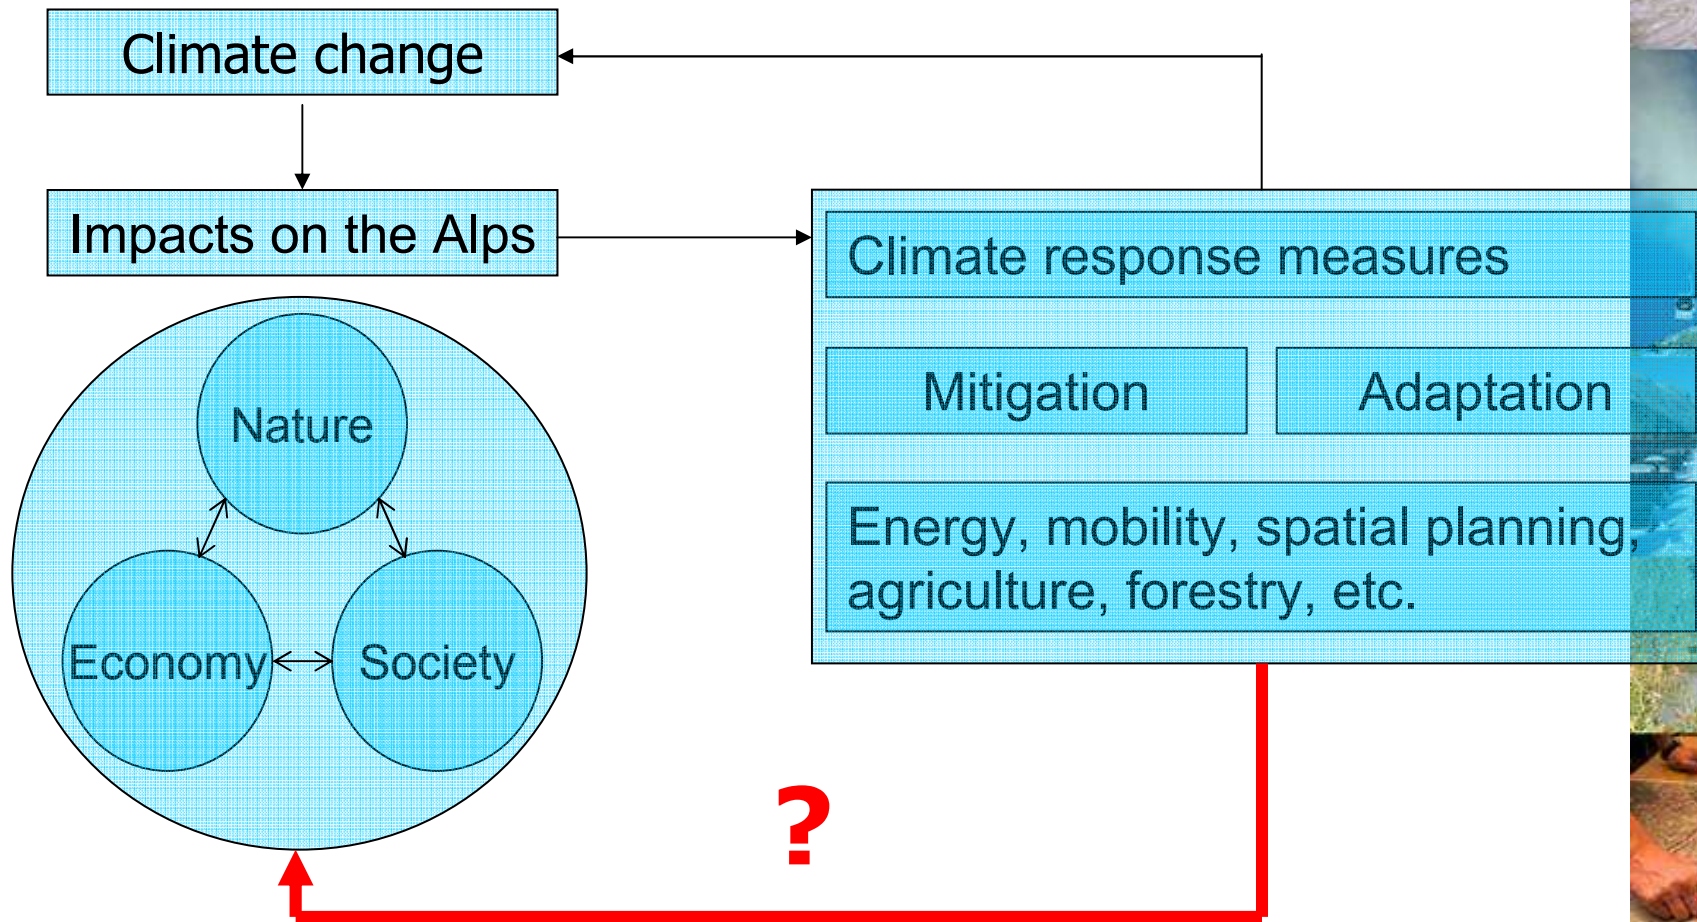 Climate change
Impacts on the Alps
Climate response measures
Mitigation
Adaptation
Energy, mobility, spatial planning,
agriculture, forestry, etc.
Nature
Economy
Society
?